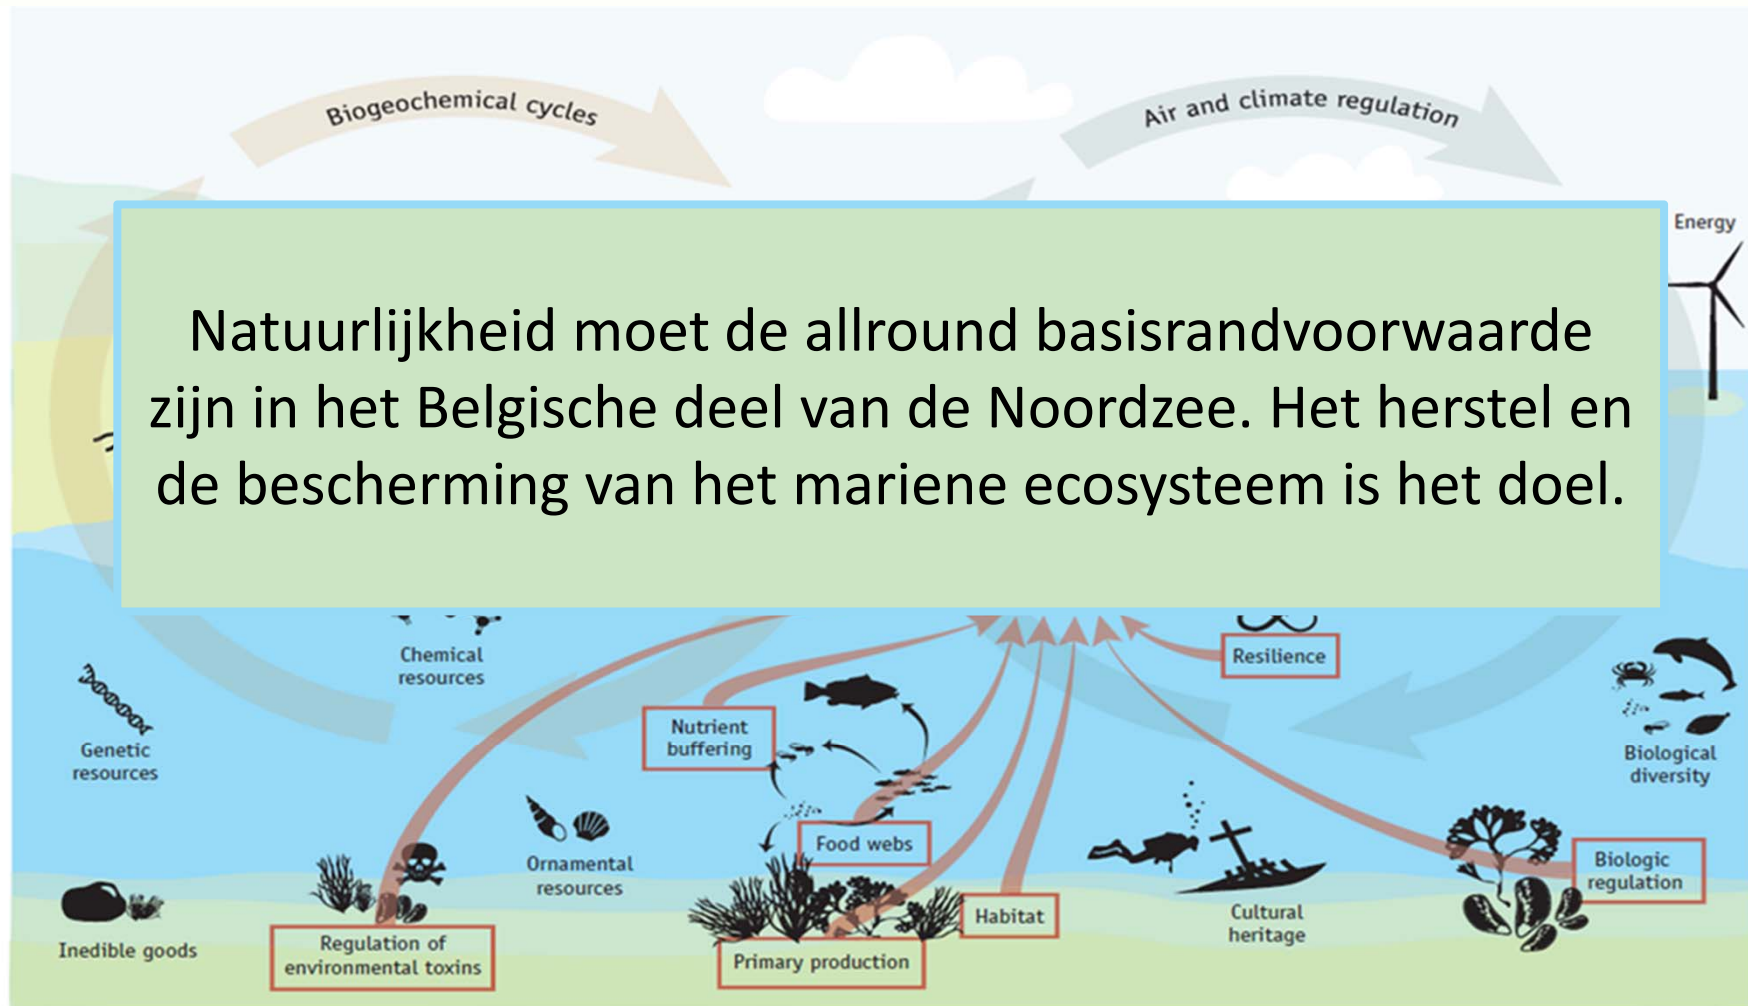 Biogeochemical cycles
Air and climate regulation
Energy
Natuurlijkheid moet de allround basisrandvoorwaarde
zijn in het Belgische deel van de Noordzee. Het herstel en
de bescherming van het mariene ecosysteem is het doel.
Chemical
resources
Resilience
Nutrient
buffering
Genetic
resources
Biological
diversity
Food webs
Ornamental
resources
Biologic
regulation
Habitat
Cultural
heritage
Inedible goods
Regulation of
environmental toxins
Primary production